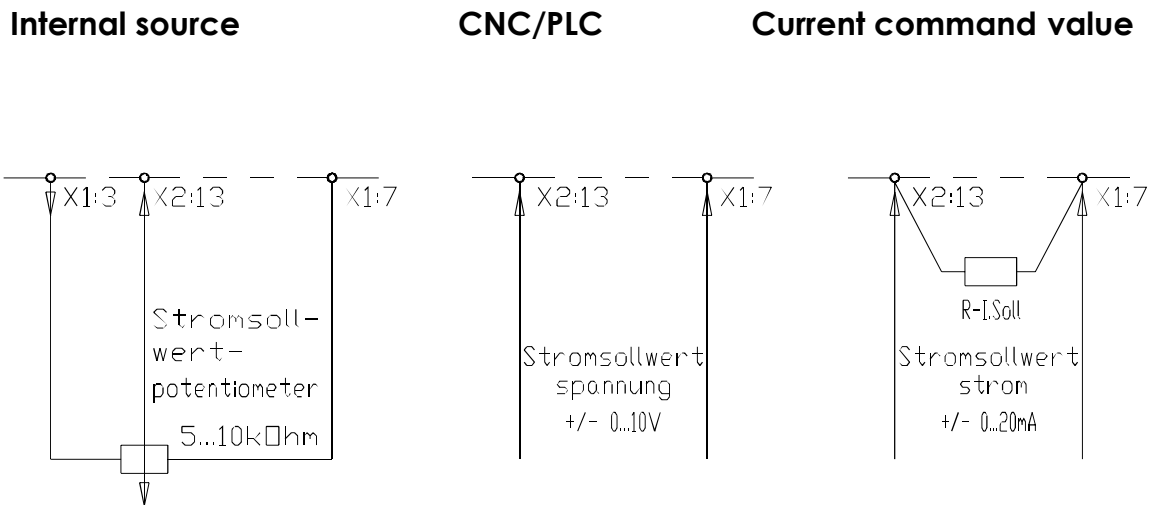 Internal source
CNC/PLC
Current command value
X1:3
X2:13
X1:7
X2:13
X1:7
X2:13
X1:7
R-I.Soll
Stromsoll-
wert-
potentiometer
5...10kOhm
Stromsollwert
spannung
+/- 0...10V
Stromsollwert
strom
+/- 0...20mA